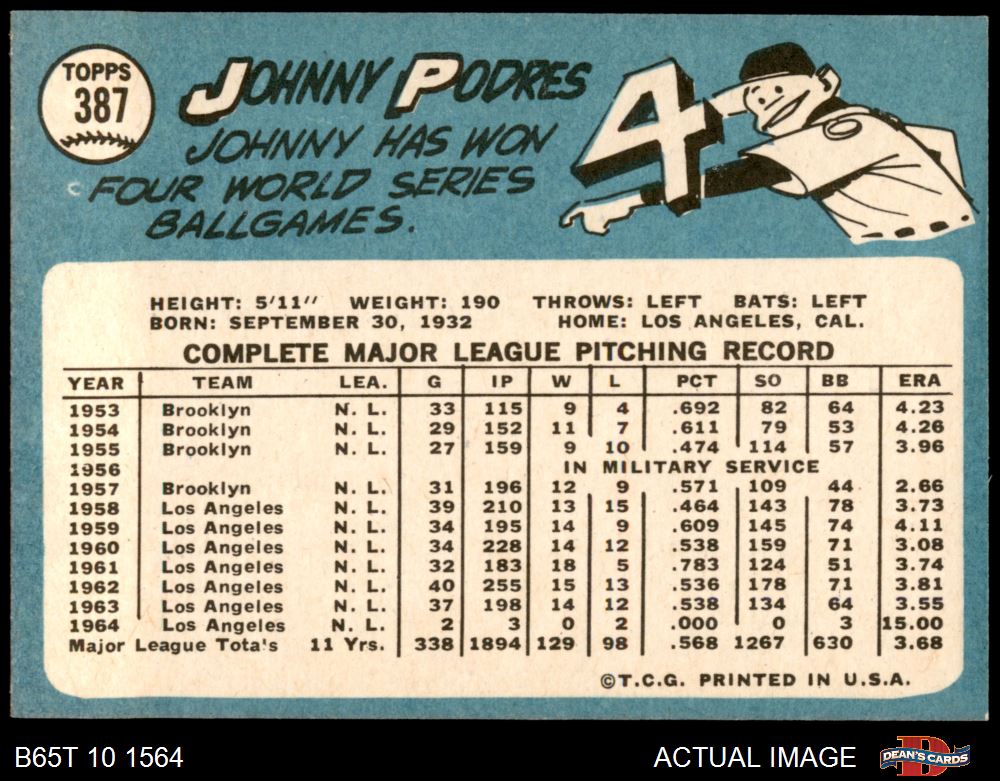 TOPPS
387
JOHNNY PODRES
JOHNNY HAS WON
FOUR WORLD SERIES
BALLGAMES.
4
HEIGHT: 5'11" WEIGHT: 190 THROWS: LEFT BATS: LEFT
BORN: SEPTEMBER 30, 1932 HOME: LOS ANGELES, CAL.
COMPLETE MAJOR LEAGUE PITCHING RECORD
YEAR TEAM LEA. G IP W L PCT SO BB ERA
1953 Brooklyn N. L. 33 115 9 4 .692 82 64 4.23
1954 Brooklyn N. L. 29 152 11 7 .611 79 53 4.26
1955 Brooklyn N. L. 27 159 9 10 .474 114 57 3.96
1956 IN MILITARY SERVICE
1957 Brooklyn N. L. 31 196 12 9 .571 109 44 2.66
1958 Los Angeles N. L. 39 210 13 15 .464 143 78 3.73
1959 Los Angeles N. L. 34 195 14 9 .609 145 74 4.11
1960 Los Angeles N. L. 34 228 14 12 .538 159 71 3.08
1961 Los Angeles N. L. 32 183 18 5 .783 124 51 3.74
1962 Los Angeles N. L. 40 255 15 13 .536 178 71 3.81
1963 Los Angeles N. L. 37 198 14 12 .538 134 64 3.55
1964 Los Angeles N. L. 2 3 0 2 .000 0 3 15.00
Major League Tota's 11 Yrs. 338 1894 129 98 .568 1267 630 3.68
©T.C.G. PRINTED IN U.S.A.
B65T 10 1564 ACTUAL IMAGE DEAN'S CARDS